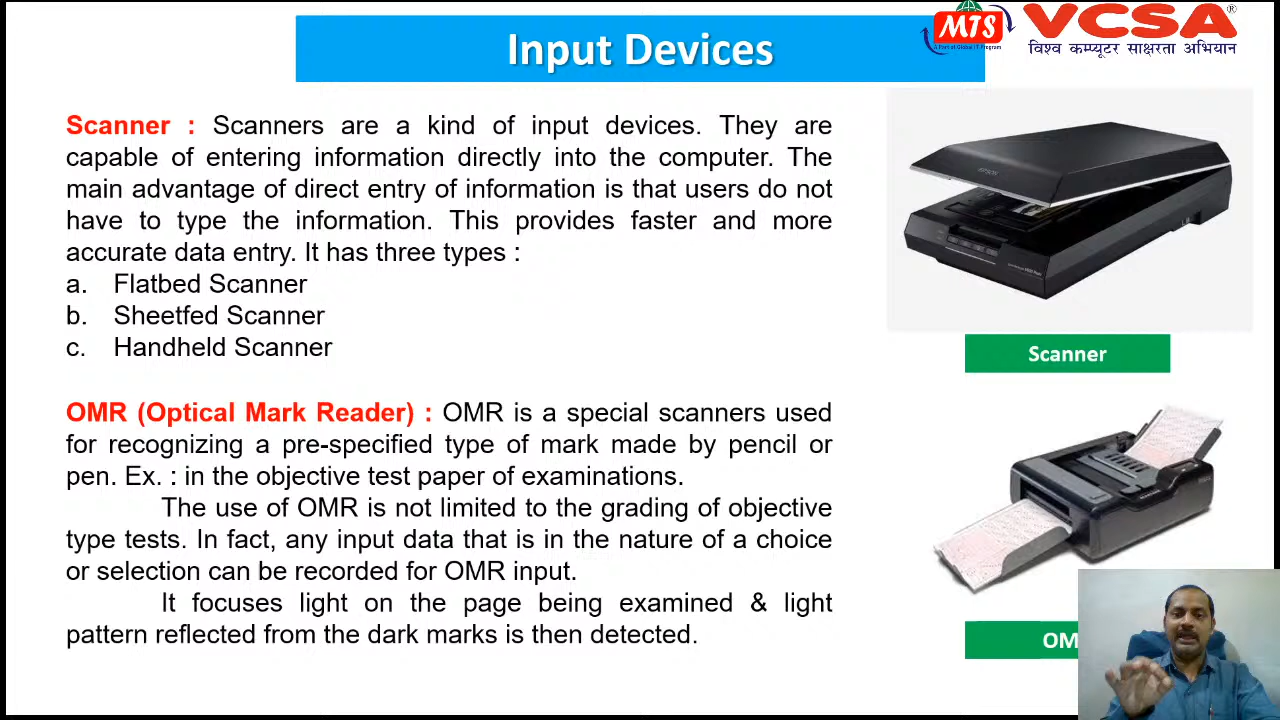 Input Devices
MTS
A Part of Global IT Program
VCSA®
विश्व कम्प्यूटर साक्षरता अभियान
Scanner : Scanners are a kind of input devices. They are
capable of entering information directly into the computer. The
main advantage of direct entry of information is that users do not
have to type the information. This provides faster and more
accurate data entry. It has three types :
a. Flatbed Scanner
b. Sheetfed Scanner
c. Handheld Scanner
EPSON
Scanner
OMR (Optical Mark Reader) : OMR is a special scanners used
for recognizing a pre-specified type of mark made by pencil or
pen. Ex. : in the objective test paper of examinations.
The use of OMR is not limited to the grading of objective
type tests. In fact, any input data that is in the nature of a choice
or selection can be recorded for OMR input.
It focuses light on the page being examined & light
pattern reflected from the dark marks is then detected.
OM